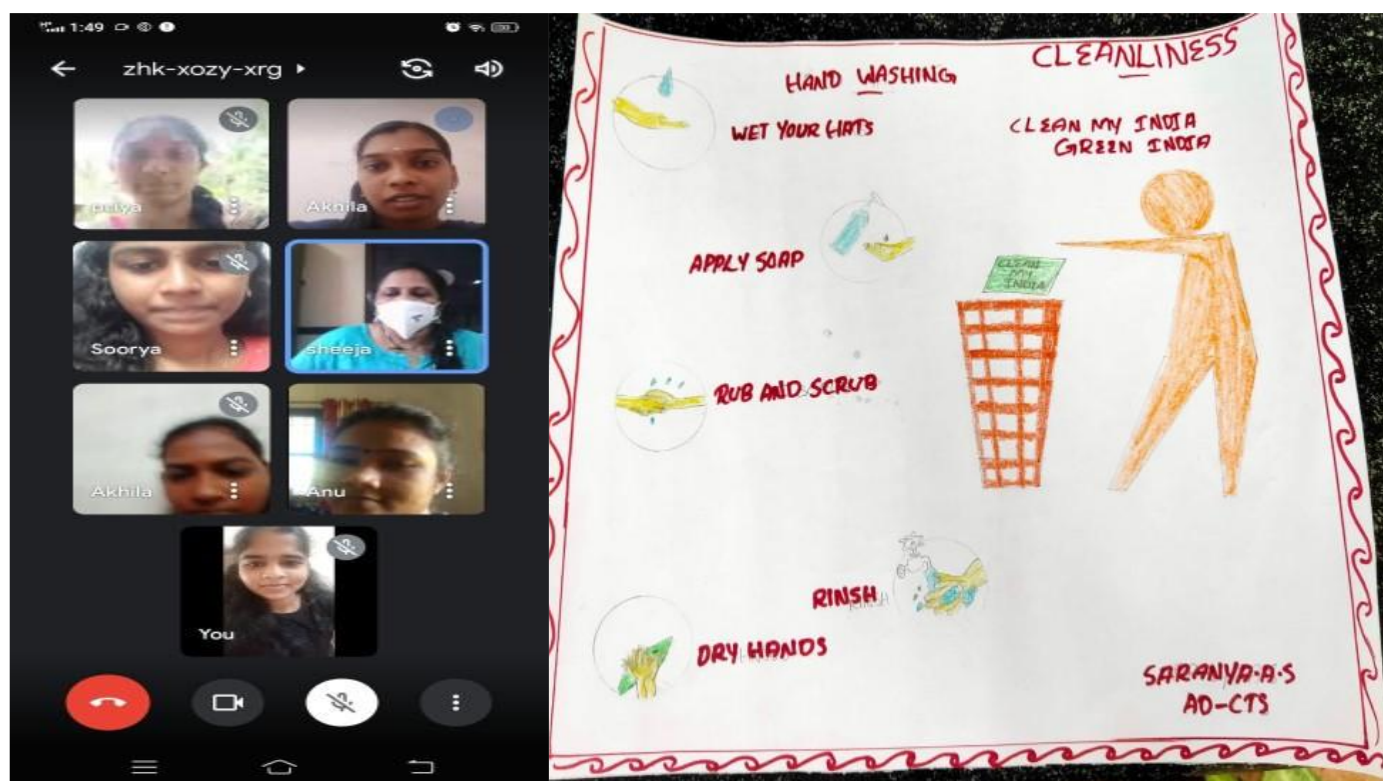 1:49
zhk-xozy-xrg
priya
Aknila
Soorya
sheeja
Akhila
Anu
You
CLEANLINESS
HAND WASHING
CLEAN MY INDIA
GREEN INDIA
WET YOUR HATS
APPLY SOAP
CLEAN
MY
INDIA
RUB AND SCRUB
RINSH
DRY HANDS
SARANYA.A.S
AD-CTS